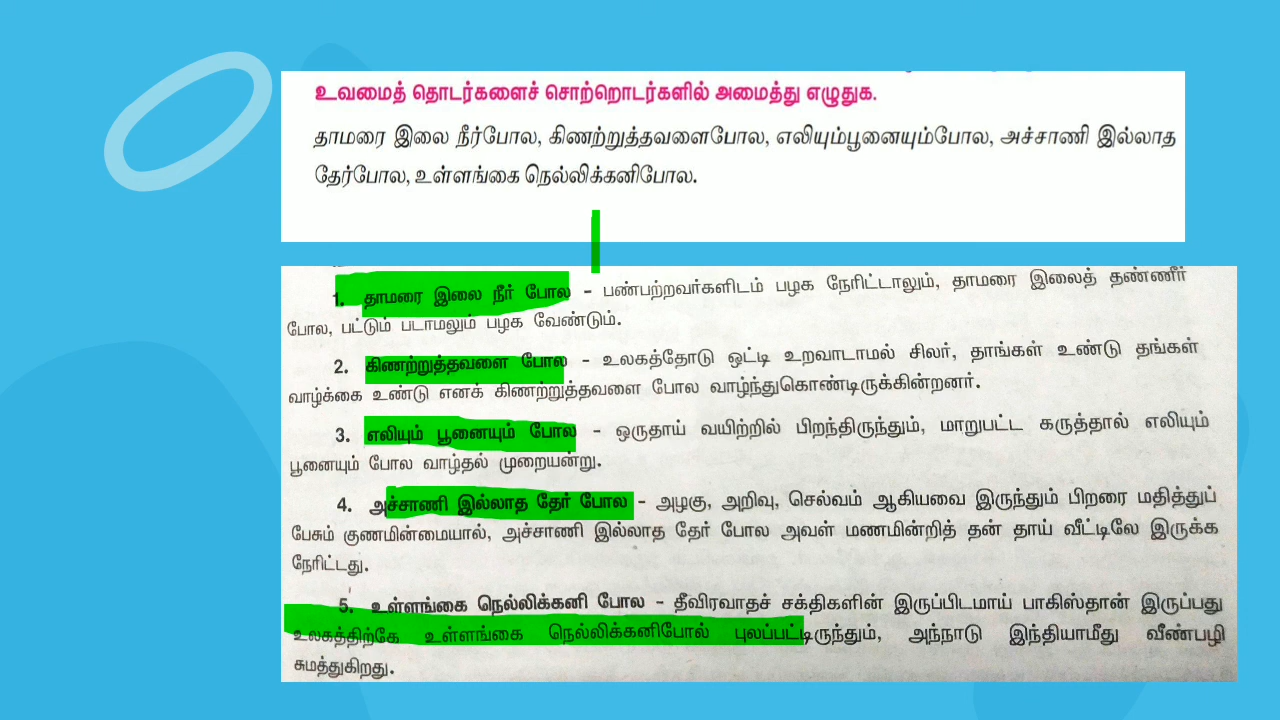 உவமைத் தொடர்களைச் சொற்றொடர்களில் அமைத்து எழுதுக.
தாமரை இலை நீர்போல, கிணற்றுத்தவளைபோல, எலியும்பூனையும்போல, அச்சாணி இல்லாத
தேர்போல, உள்ளங்கை நெல்லிக்கனிபோல.
1. தாமரை இலை நீர் போல – பண்பற்றவர்களிடம் பழக நேரிட்டாலும், தாமரை இலைத் தண்ணீர்
போல, பட்டும் படாமலும் பழக வேண்டும்.
2. கிணற்றுத்தவளை போல – உலகத்தோடு ஒட்டி உறவாடாமல் சிலர், தாங்கள் உண்டு தங்கள்
வாழ்க்கை உண்டு எனக் கிணற்றுத்தவளை போல வாழ்ந்துகொண்டிருக்கின்றனர்.
3. எலியும் பூனையும் போல – ஒருதாய் வயிற்றில் பிறந்திருந்தும், மாறுபட்ட கருத்தால் எலியும்
பூனையும் போல வாழ்தல் முறையன்று.
4. அச்சாணி இல்லாத தேர் போல – அழகு, அறிவு, செல்வம் ஆகியவை இருந்தும் பிறரை மதித்துப்
பேசும் குணமின்மையால், அச்சாணி இல்லாத தேர் போல அவள் மணமின்றித் தன் தாய் வீட்டிலே இருக்க
நேரிட்டது.
5. உள்ளங்கை நெல்லிக்கனி போல – தீவிரவாதச் சக்திகளின் இருப்பிடமாய் பாகிஸ்தான் இருப்பது
உலகத்திற்கே உள்ளங்கை நெல்லிக்கனிபோல் புலப்பட்டிருந்தும், அந்நாடு இந்தியாமீது வீண்பழி
சுமத்துகிறது.